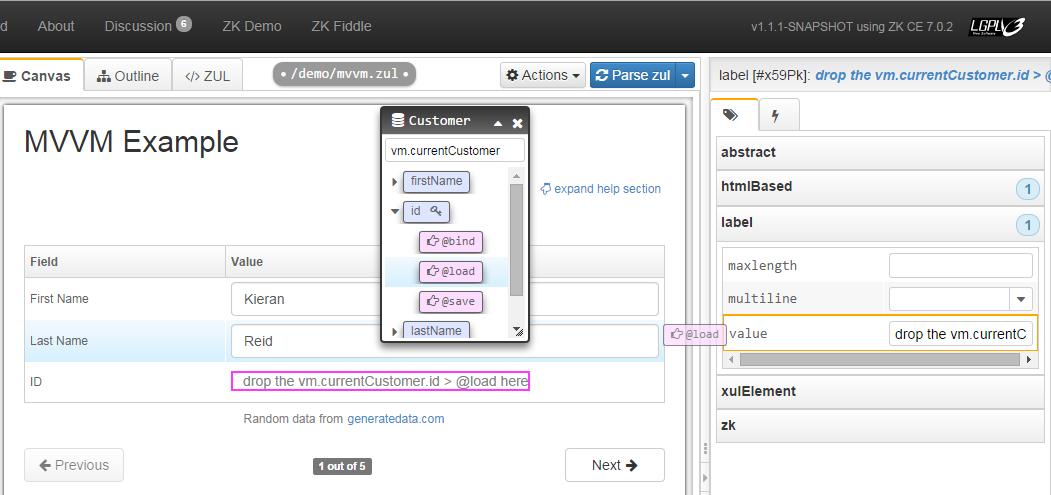 d About Discussion 6 ZK Demo ZK Fiddle v1.1.1-SNAPSHOT using ZK CE 7.0.2 LGPL v3
Canvas Outline </> ZUL /demo/mvvm.zul Actions Parse zul label [#x59Pk]: drop the vm.currentCustomer.id > @
MVVM Example
Customer
vm.currentCustomer
firstName
id
@bind
@load
@save
lastName
expand help section
Field Value
First Name Kieran
Last Name Reid
ID drop the vm.currentCustomer.id > @load here
Random data from generatedata.com
Previous 1 out of 5 Next
abstract
htmlBased 1
label 1
maxlength
multiline
@load value drop the vm.currentC
xulElement
zk